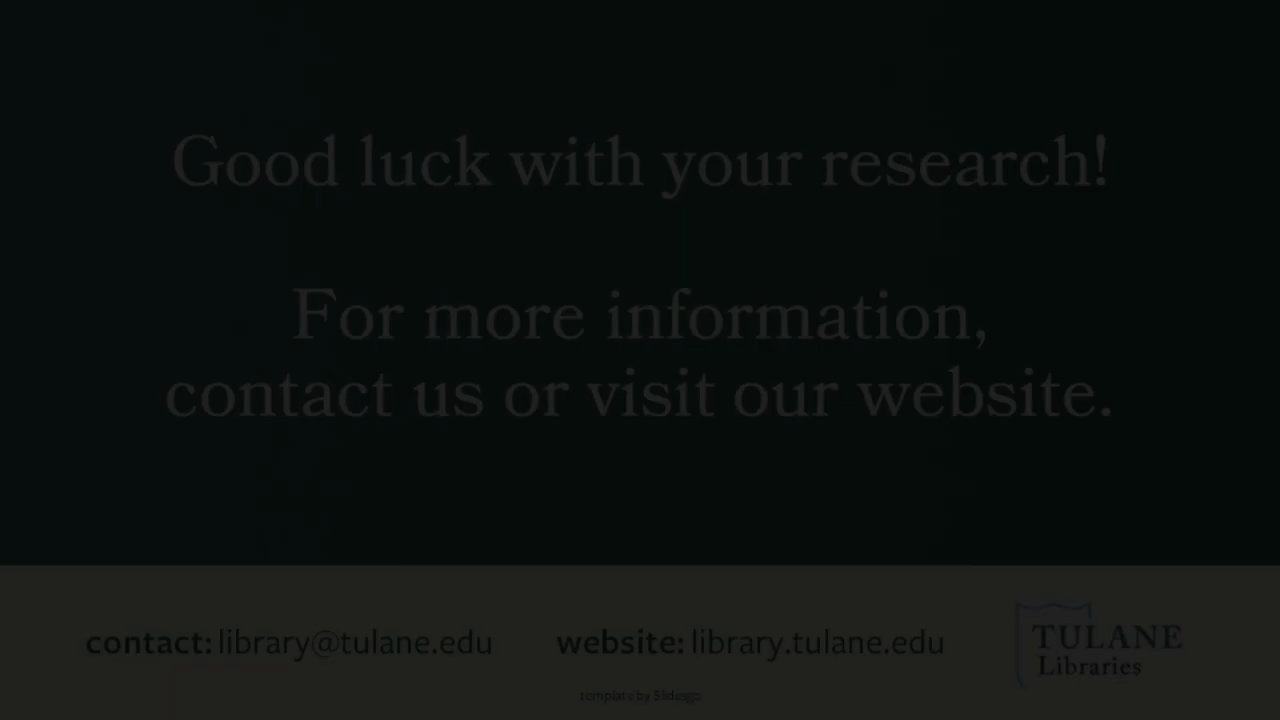 Good luck with your research!
For more information,
contact us or visit our website.
contact: library@tulane.edu
website: library.tulane.edu
TULANE
Libraries
template by Slidesgo